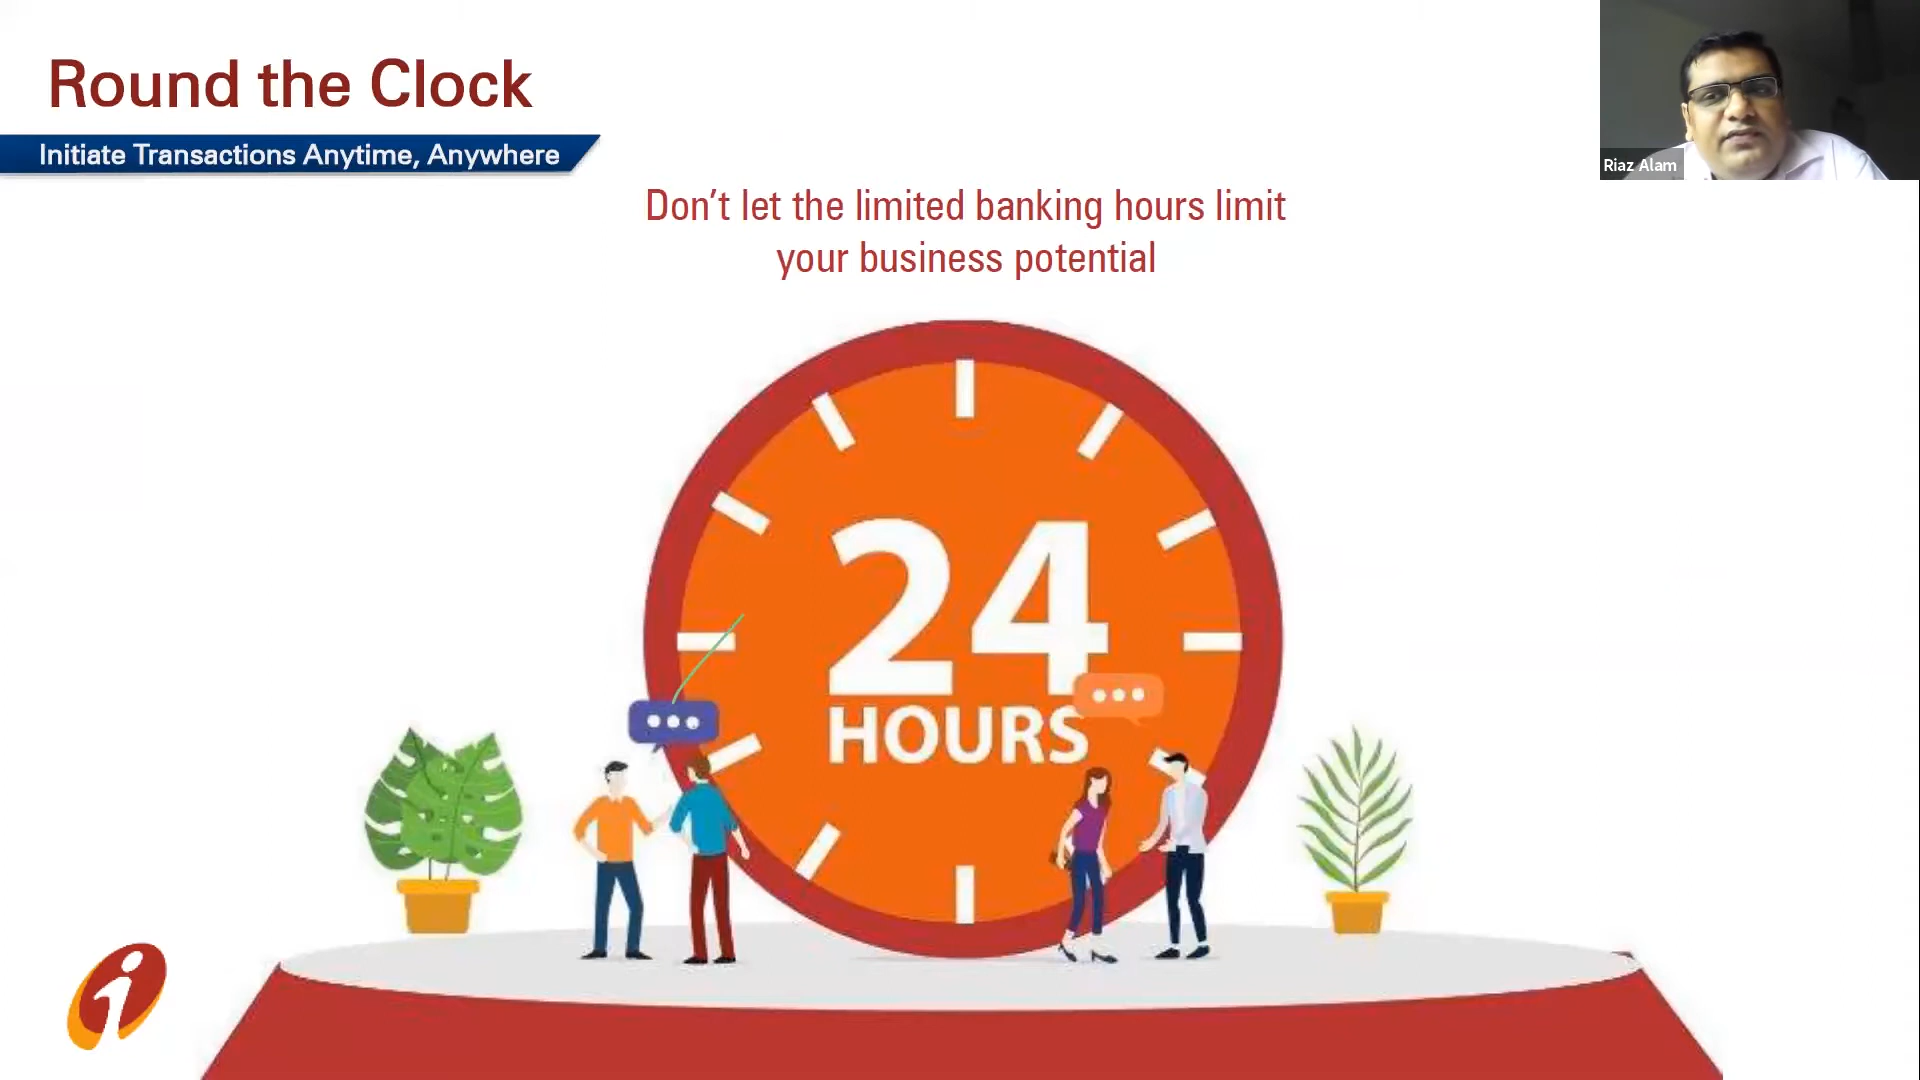 Round the Clock
Initiate Transactions Anytime, Anywhere
Riaz Alam
Don’t let the limited banking hours limit
your business potential
24
HOURS